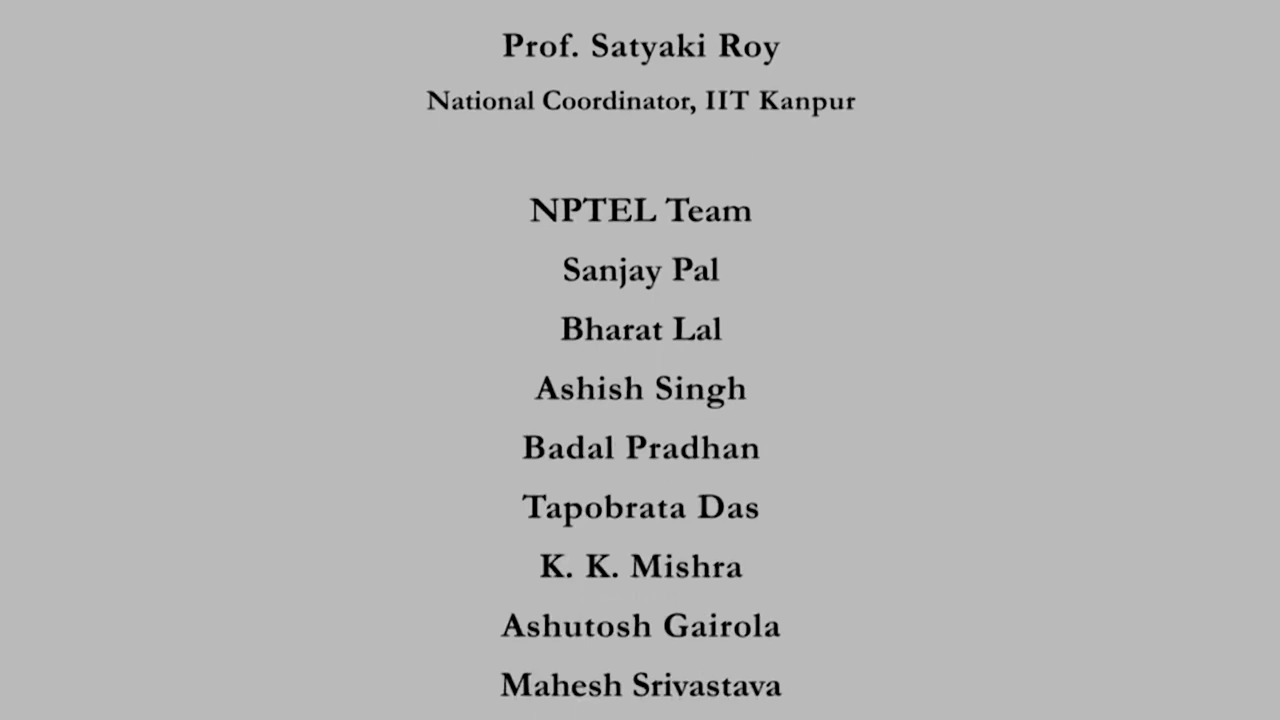 Prof. Satyaki Roy
National Coordinator, IIT Kanpur
NPTEL Team
Sanjay Pal
Bharat Lal
Ashish Singh
Badal Pradhan
Tapobrata Das
K. K. Mishra
Ashutosh Gairola
Mahesh Srivastava